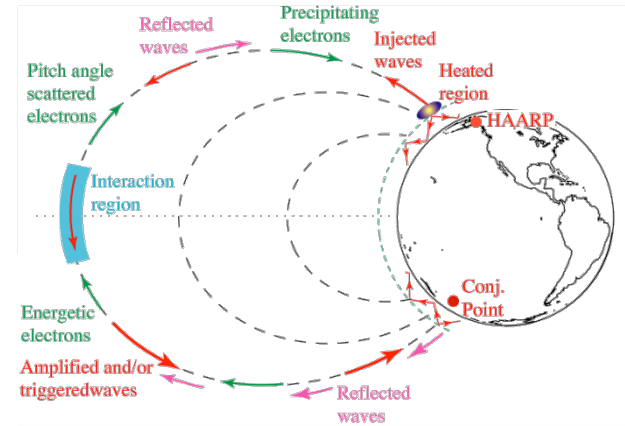 Precipitating
electrons
Reflected
waves
Injected
waves
Pitch angle
scattered
electrons
Heated
region
HAARP
Interaction
region
Conj.
Point
Energetic
electrons
Amplified and/or
triggeredwaves
Reflected
waves